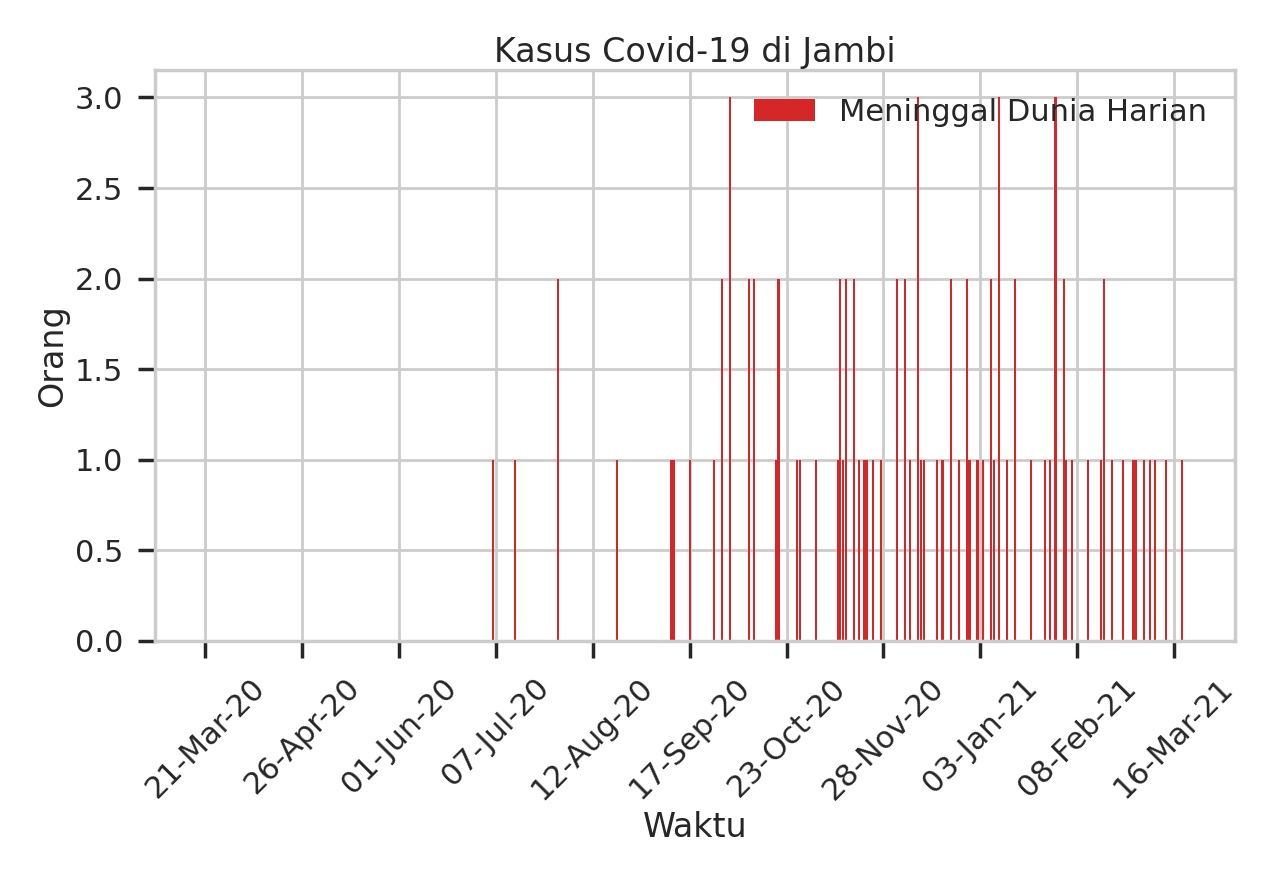 Kasus Covid-19 di Jambi
Meninggal Dunia Harian
Orang
3.0
2.5
2.0
1.5
1.0
0.5
0.0
21-Mar-20
26-Apr-20
01-Jun-20
07-Jul-20
12-Aug-20
17-Sep-20
23-Oct-20
28-Nov-20
03-Jan-21
08-Feb-21
16-Mar-21
Waktu